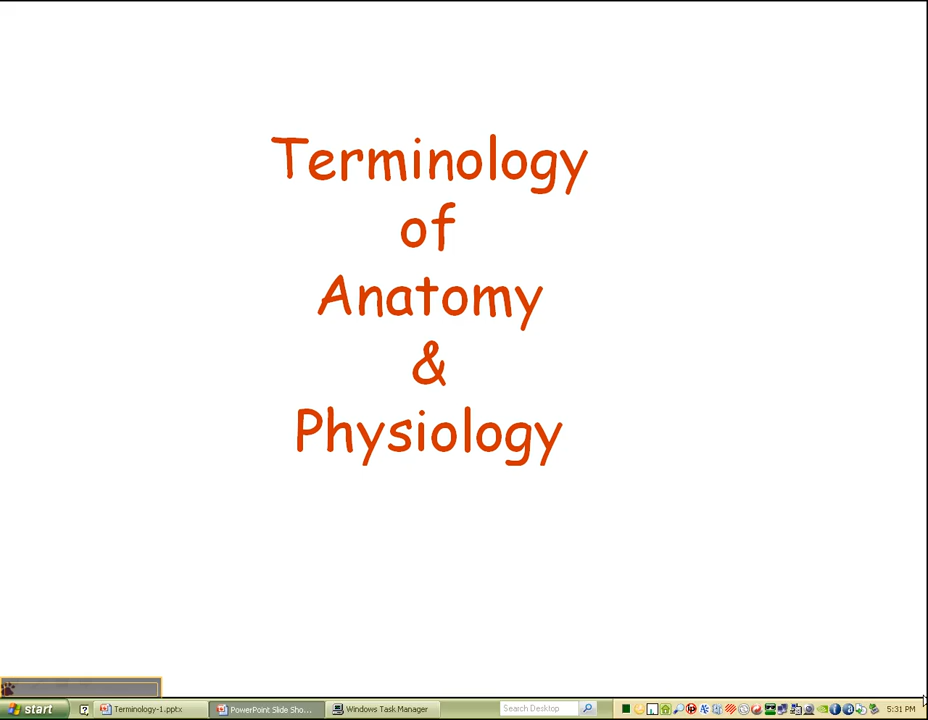 Terminology
of
Anatomy
&
Physiology
start
Terminology-1.pptx
PowerPoint Slide Sho...
Windows Task Manager
Search Desktop
5:31 PM